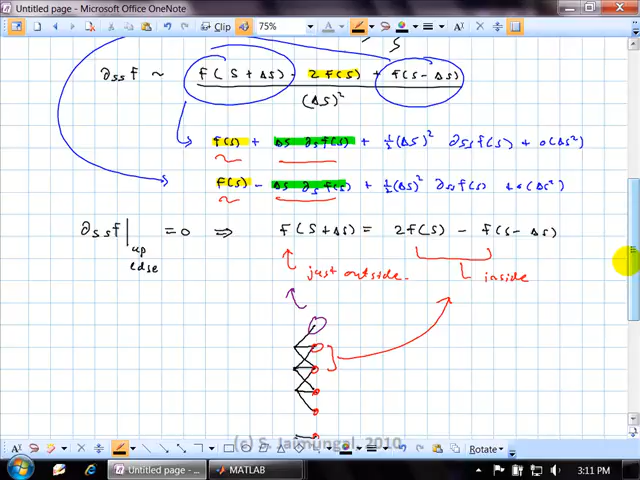 Untitled page - Microsoft Office OneNote
75%
S
∂ss f ~ f(S+ΔS) - 2f(S) + f(S-ΔS)
(ΔS)²
f(S) + ΔS ∂s f(S) + ½(ΔS)² ∂ss f(S) + o(ΔS²)
f(S) - ΔS ∂s f(S) + ½(ΔS)² ∂ss f(S) + o(ΔS²)
∂ss f | up edge = 0 ⇒ f(S+ΔS) = 2f(S) - f(S-ΔS)
just outside.
inside
(c) S. Jaimungal, 2010
Rotate
Untitled page - Micr...
MATLAB
3:11 PM